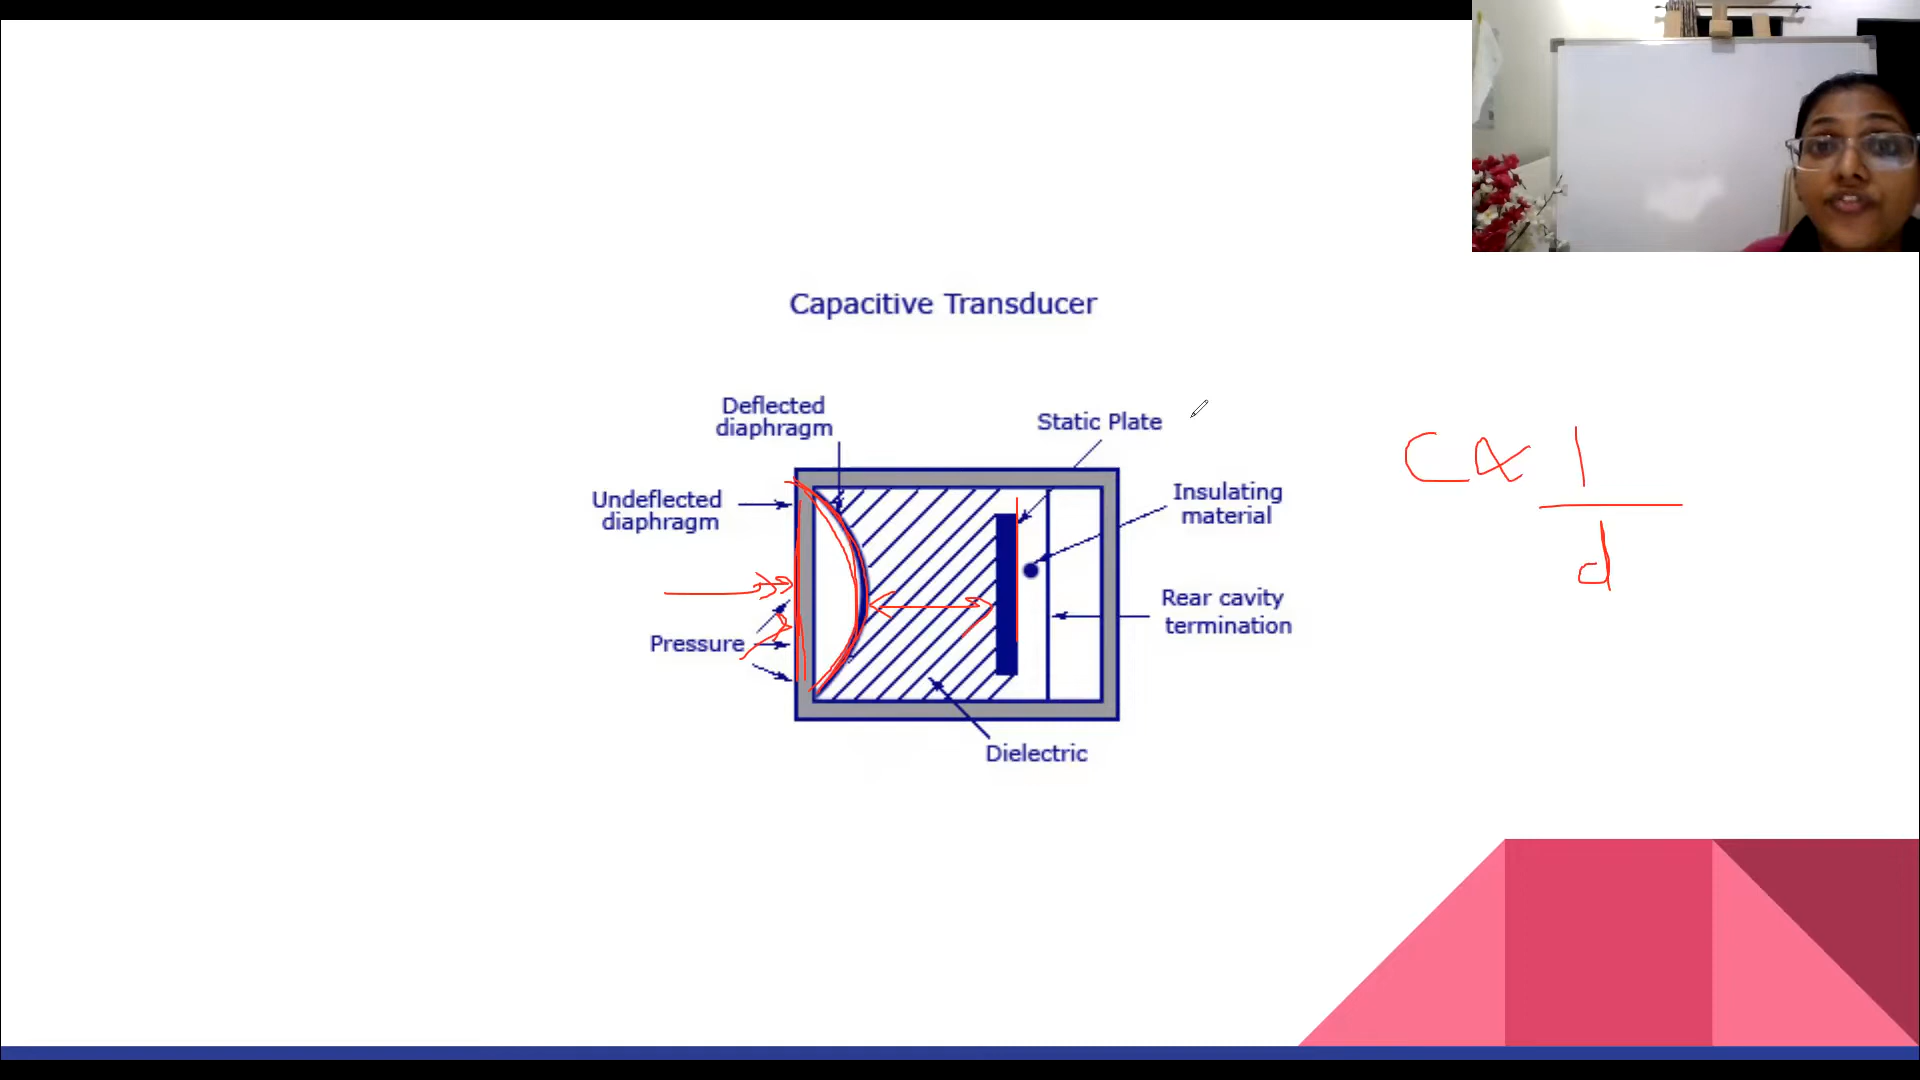 Capacitive Transducer
Deflected
diaphragm
Static Plate
Undeflected
diaphragm
Insulating
material
Pressure
Rear cavity
termination
Dielectric
C ∝ 1
d